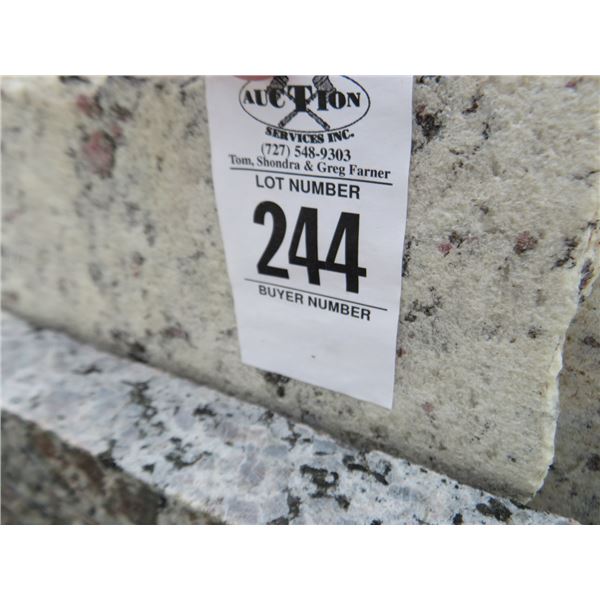 AUCTION
SERVICES INC.
(727) 548-9303
Tom, Shondra & Greg Farner
LOT NUMBER
244
BUYER NUMBER